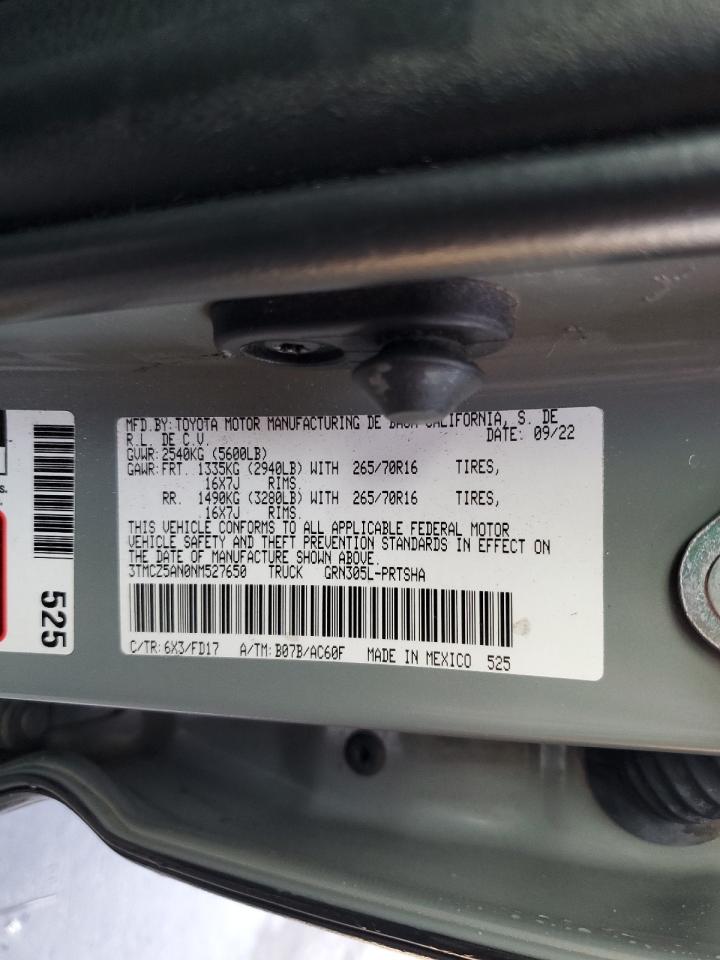 MFD.BY:TOYOTA MOTOR MANUFACTURING DE BAJA CALIFORNIA, S. DE
R.L. DE C.V. DATE: 09/22
GVWR:2540KG (5600LB)
GAWR:FRT. 1335KG (2940LB) WITH 265/70R16 TIRES,
16X7J RIMS.
RR. 1490KG (3280LB) WITH 265/70R16 TIRES,
16X7J RIMS.
THIS VEHICLE CONFORMS TO ALL APPLICABLE FEDERAL MOTOR
VEHICLE SAFETY AND THEFT PREVENTION STANDARDS IN EFFECT ON
THE DATE OF MANUFACTURE SHOWN ABOVE.
3TMCZ5AN0NM527650 TRUCK GRN305L-PRTSHA
C/TR:6X3/FD17 A/TM:B07B/AC60F MADE IN MEXICO 525
525